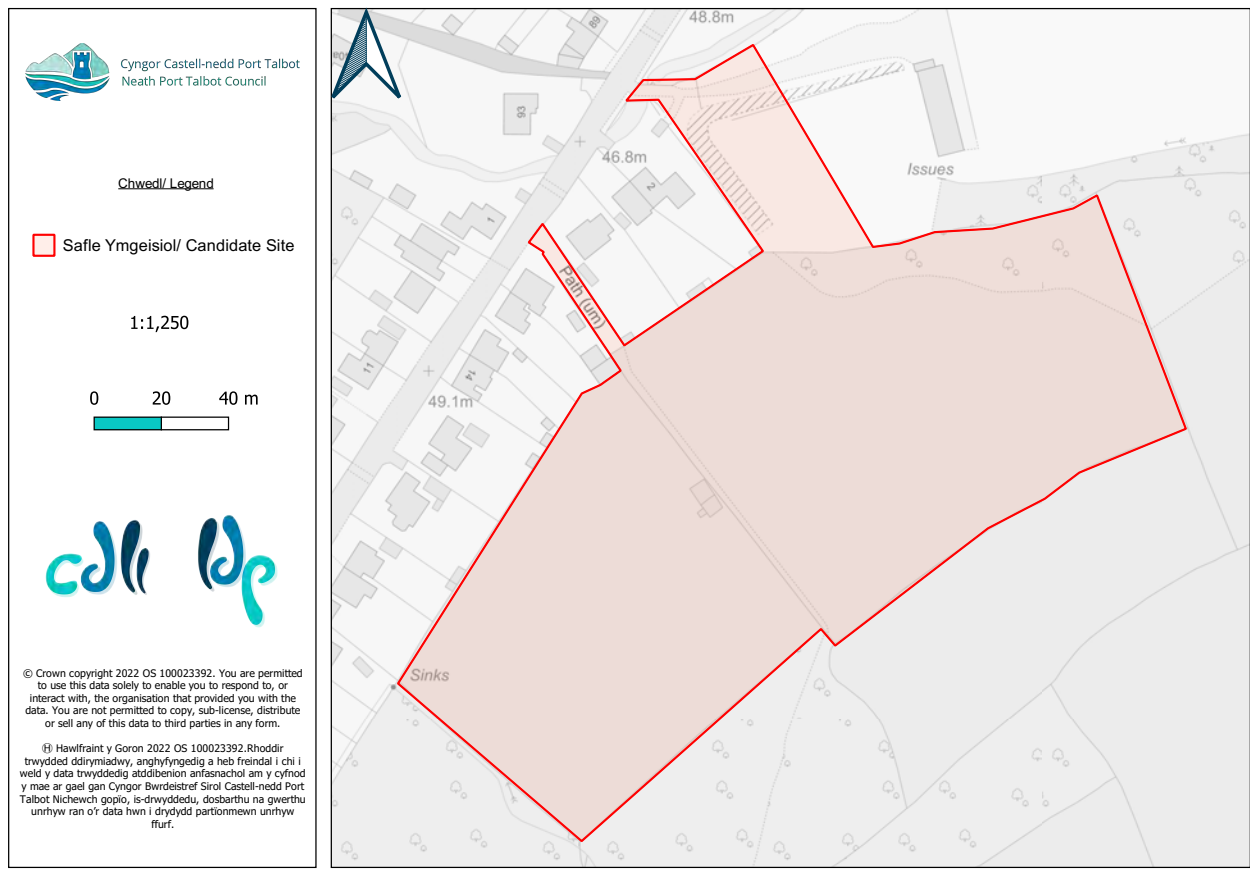 Cyngor Castell-nedd Port Talbot
Neath Port Talbot Council
Chwedl/ Legend
Safle Ymgeisiol/ Candidate Site
1:1,250
0 20 40 m
cdll ldp
© Crown copyright 2022 OS 100023392. You are permitted
to use this data solely to enable you to respond to, or
interact with, the organisation that provided you with the
data. You are not permitted to copy, sub-license, distribute
or sell any of this data to third parties in any form.
Ⓗ Hawlfraint y Goron 2022 OS 100023392.Rhoddir
trwydded ddirymiadwy, anghyfyngedig a heb freindal i chi i
weld y data trwyddedig atddibenion anfasnachol am y cyfnod
y mae ar gael gan Cyngor Bwrdeistref Sirol Castell-nedd Port
Talbot Nichewch gopïo, is-drwyddedu, dosbarthu na gwerthu
unrhyw ran o'r data hwn i drydydd partïonmewn unrhyw
ffurf.
48.8m
89
93
46.8m
Issues
2
1
Path (um)
11
14
49.1m
Sinks